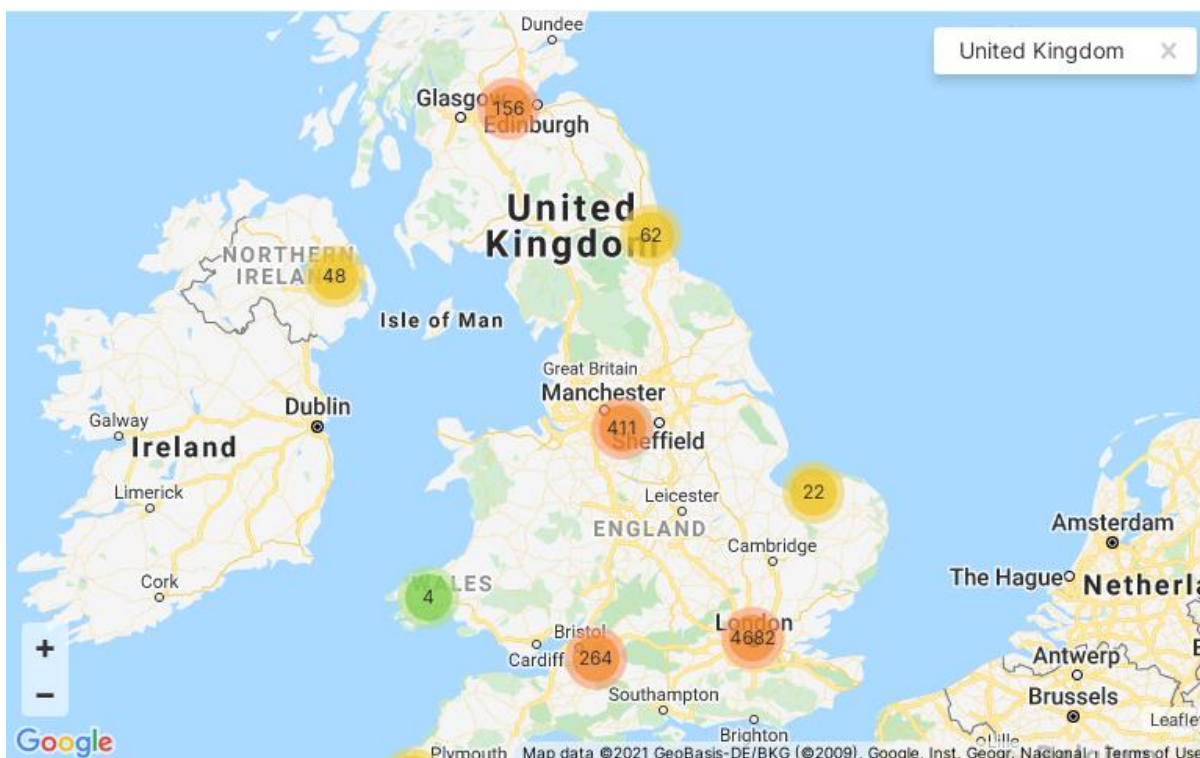 Dundee
United Kingdom ×
Glasgow
156
Edinburgh
United
Kingdom
62
NORTHERN
IRELAND
48
Isle of Man
Great Britain
Manchester
411
Sheffield
Dublin
Galway
Ireland
Limerick
Cork
22
Leicester
ENGLAND
Cambridge
WALES
4
London
4682
Bristol
Cardiff
264
Southampton
Brighton
Plymouth
Amsterdam
The Hague
Netherla
Antwerp
Brussels
Lille
Leafle
+
−
Google
Map data ©2021 GeoBasis-DE/BKG (©2009), Google, Inst. Geogr. Nacional
Terms of Use